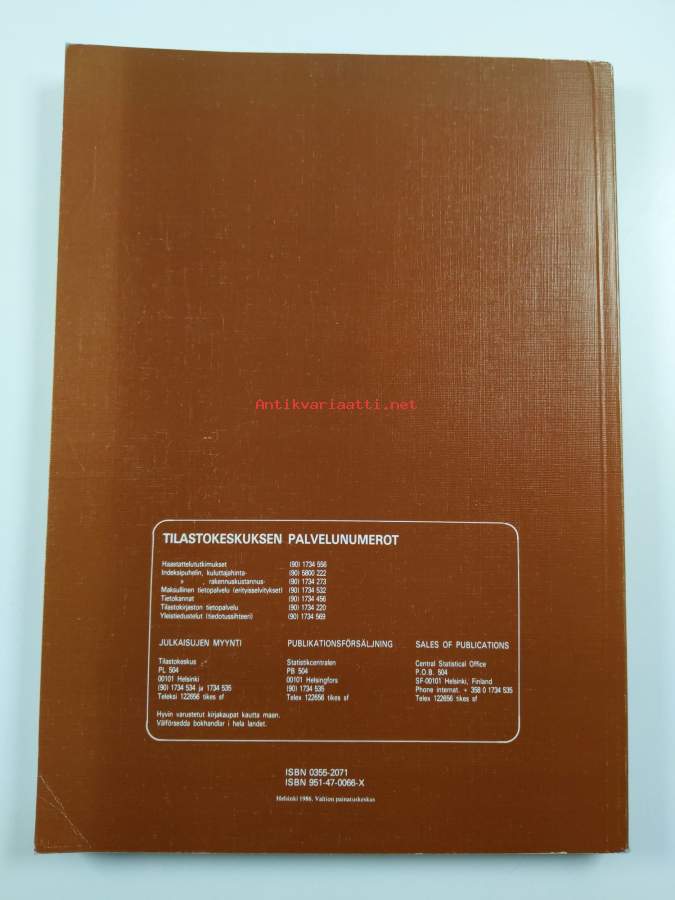 Antikvariaatti.net
TILASTOKESKUKSEN PALVELUNUMEROT
Haastattelututkimukset (90) 1734 556
Indeksipuhelin, kuluttajahinta- (90) 5800 222
» , rakennuskustannus- (90) 1734 273
Maksullinen tietopalvelu (erityisselvitykset) (90) 1734 532
Tietokannat (90) 1734 456
Tilastokirjaston tietopalvelu (90) 1734 220
Yleistiedustelut (tiedotussihteeri) (90) 1734 569
JULKAISUJEN MYYNTI
Tilastokeskus
PL 504
00101 Helsinki
(90) 1734 534 ja 1734 535
Teleksi 122656 tikes sf
PUBLIKATIONSFÖRSÄLJNING
Statistikcentralen
PB 504
00101 Helsingfors
(90) 1734 535
Telex 122656 tikes sf
SALES OF PUBLICATIONS
Central Statistical Office
P.O.B. 504
SF-00101 Helsinki, Finland
Phone internat. + 358 0 1734 535
Telex 122656 tikes sf
Hyvin varustetut kirjakaupat kautta maan.
Välförsedda bokhandlar i hela landet.
ISBN 0355-2071
ISBN 951-47-0066-X
Helsinki 1986. Valtion painatuskeskus